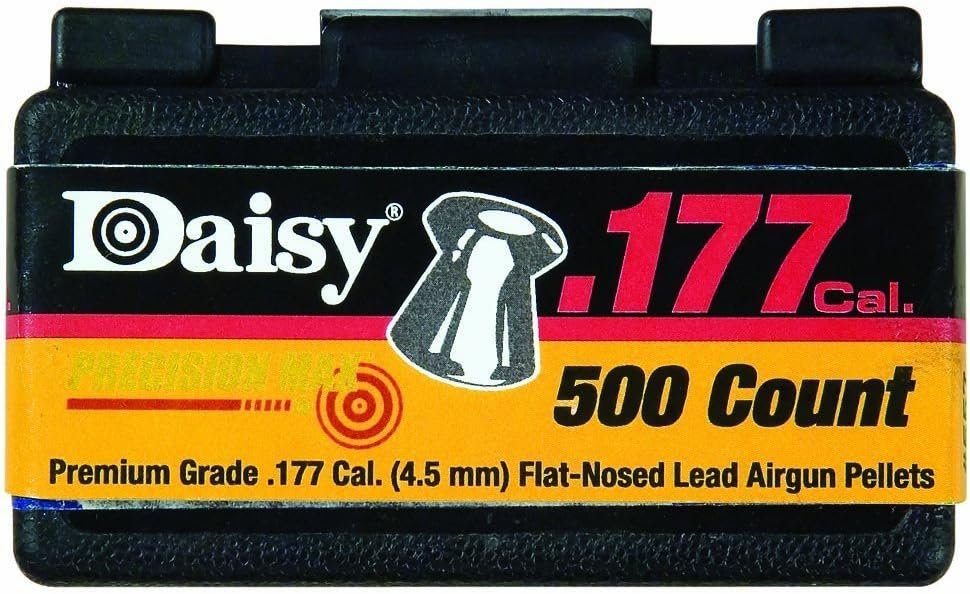 Daisy®
.177 Cal.
PRECISION MAX
500 Count
Premium Grade .177 Cal. (4.5 mm) Flat-Nosed Lead Airgun Pellets